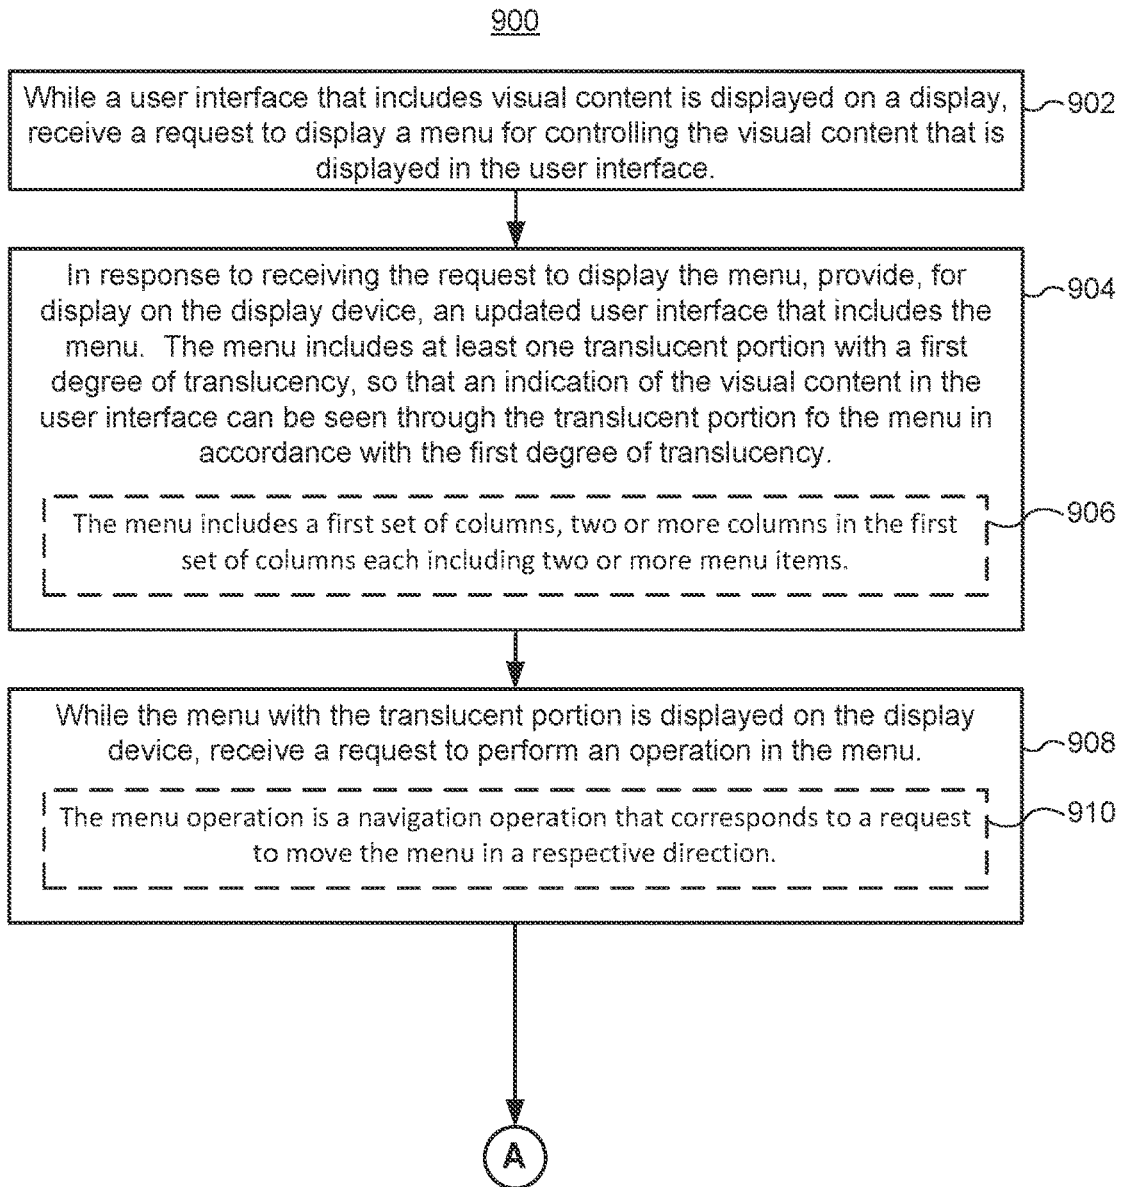 900
While a user interface that includes visual content is displayed on a display,
receive a request to display a menu for controlling the visual content that is
displayed in the user interface.
902
In response to receiving the request to display the menu, provide, for
display on the display device, an updated user interface that includes the
menu. The menu includes at least one translucent portion with a first
degree of translucency, so that an indication of the visual content in the
user interface can be seen through the translucent portion fo the menu in
accordance with the first degree of translucency.
904
The menu includes a first set of columns, two or more columns in the first
set of columns each including two or more menu items.
906
While the menu with the translucent portion is displayed on the display
device, receive a request to perform an operation in the menu.
908
The menu operation is a navigation operation that corresponds to a request
to move the menu in a respective direction.
910
A